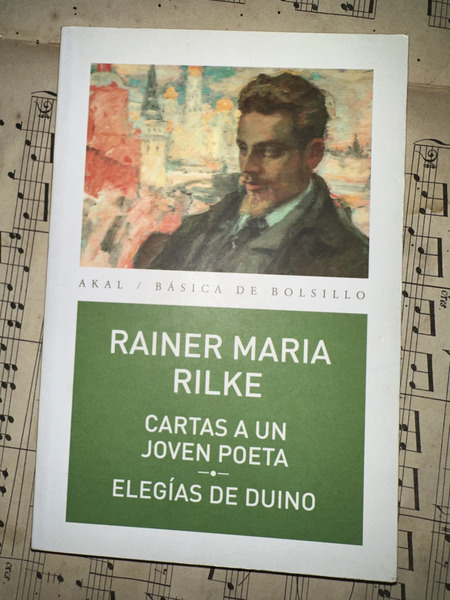 AKAL / BÁSICA DE BOLSILLO
RAINER MARIA
RILKE
CARTAS A UN
JOVEN POETA
ELEGÍAS DE DUINO